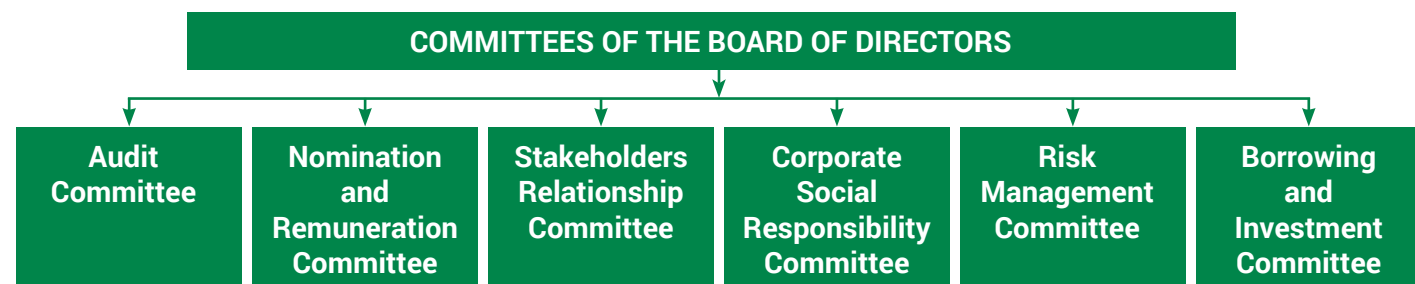 COMMITTEES OF THE BOARD OF DIRECTORS
Audit
Committee
Nomination
and
Remuneration
Committee
Stakeholders
Relationship
Committee
Corporate
Social
Responsibility
Committee
Risk
Management
Committee
Borrowing
and
Investment
Committee